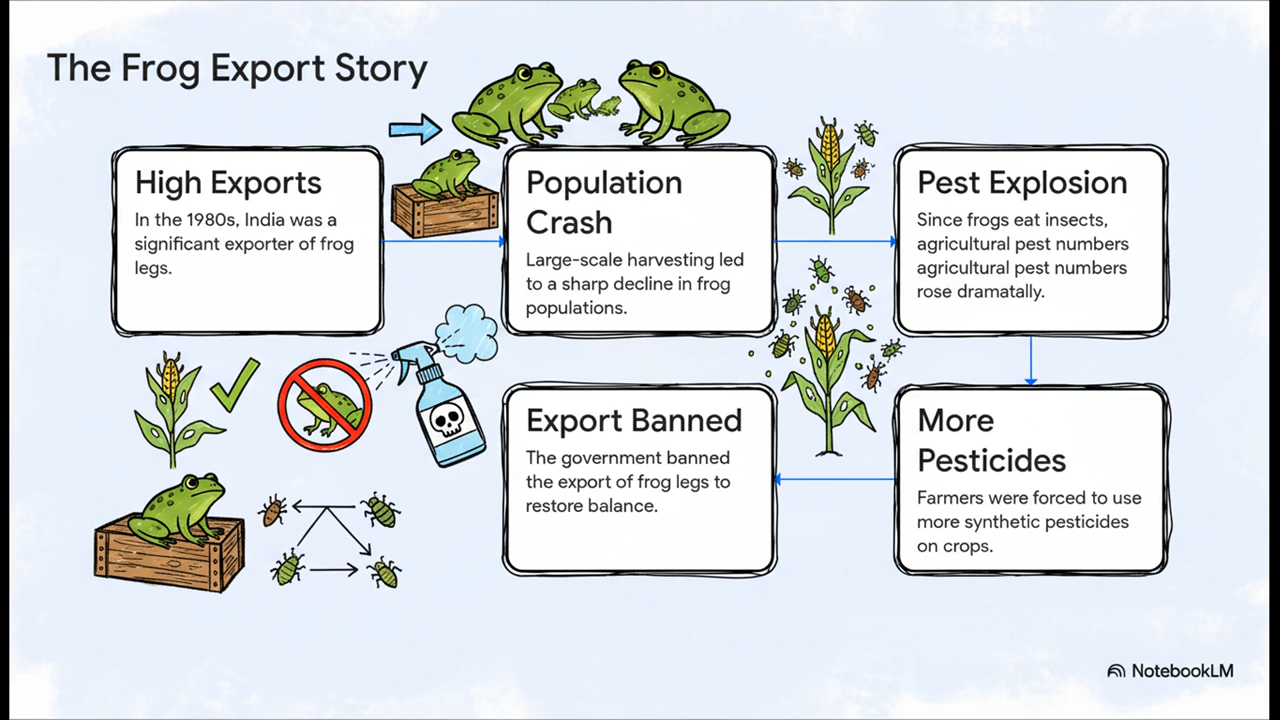 The Frog Export Story
High Exports
In the 1980s, India was a
significant exporter of frog
legs.
Population
Crash
Large-scale harvesting led
to a sharp decline in frog
populations.
Pest Explosion
Since frogs eat insects,
agricultural pest numbers
agricultural pest numbers
rose dramatally.
More
Pesticides
Farmers were forced to use
more synthetic pesticides
on crops.
Export Banned
The government banned
the export of frog legs to
restore balance.
NotebookLM